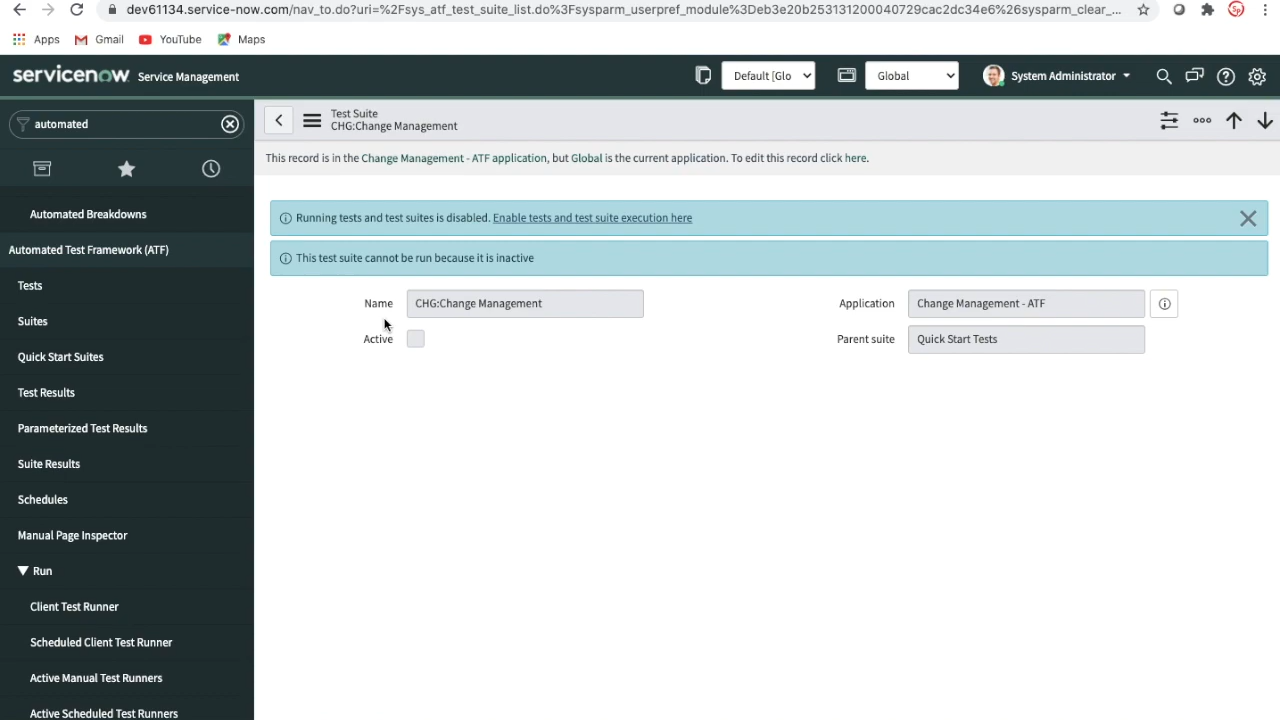 dev61134.service-now.com/nav_to.do?uri=%2Fsys_atf_test_suite_list.do%3Fsysparm_userpref_module%3Deb3e20b253131200040729cac2dc34e6%26sysparm_clear_...
Apps
Gmail
YouTube
Maps
servicenow Service Management
Default [Glo
Global
System Administrator
automated
Test Suite
CHG:Change Management
This record is in the Change Management - ATF application, but Global is the current application. To edit this record click here.
Automated Breakdowns
Automated Test Framework (ATF)
Tests
Suites
Quick Start Suites
Test Results
Parameterized Test Results
Suite Results
Schedules
Manual Page Inspector
Run
Client Test Runner
Scheduled Client Test Runner
Active Manual Test Runners
Active Scheduled Test Runners
Running tests and test suites is disabled. Enable tests and test suite execution here
This test suite cannot be run because it is inactive
Name CHG:Change Management
Application Change Management - ATF
Active
Parent suite Quick Start Tests